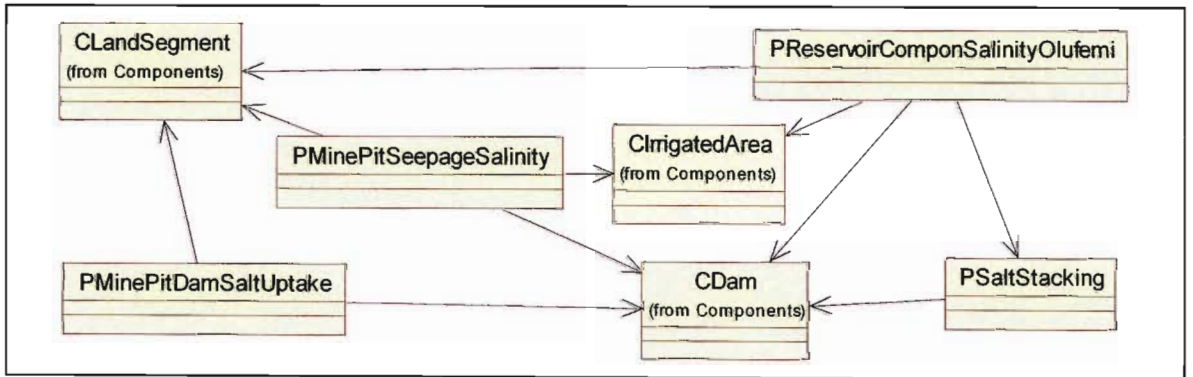 CLandSegment
(from Components)
PReservoirComponSalinityOlufemi
PMinePitSeepageSalinity
CIrrigatedArea
(from Components)
PMinePitDamSaltUptake
CDam
(from Components)
PSaltStacking